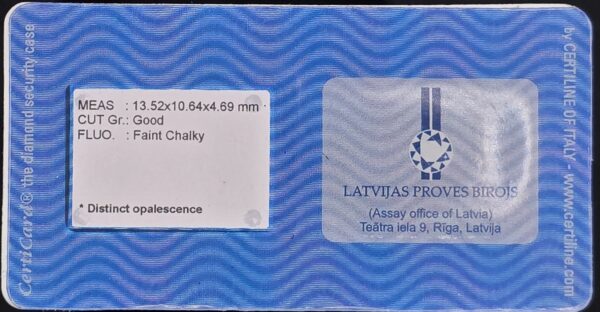 CertiCard® the diamond security case
MEAS : 13.52x10.64x4.69 mm
CUT Gr.: Good
FLUO. : Faint Chalky
* Distinct opalescence
LATVIJAS PROVES BIROJS
(Assay office of Latvia)
Teātra iela 9, Rīga, Latvija
by CERTILINE OF ITALY - www.certiline.com